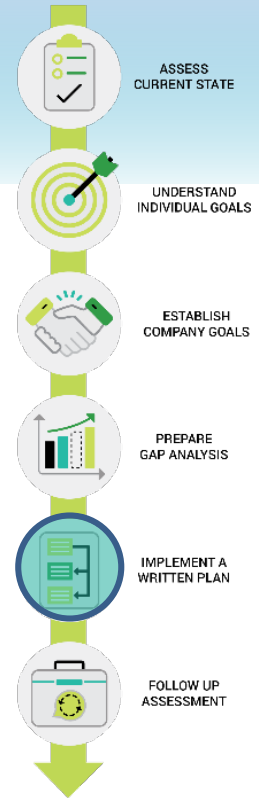 ASSESS
CURRENT STATE
UNDERSTAND
INDIVIDUAL GOALS
ESTABLISH
COMPANY GOALS
PREPARE
GAP ANALYSIS
IMPLEMENT A
WRITTEN PLAN
FOLLOW UP
ASSESSMENT